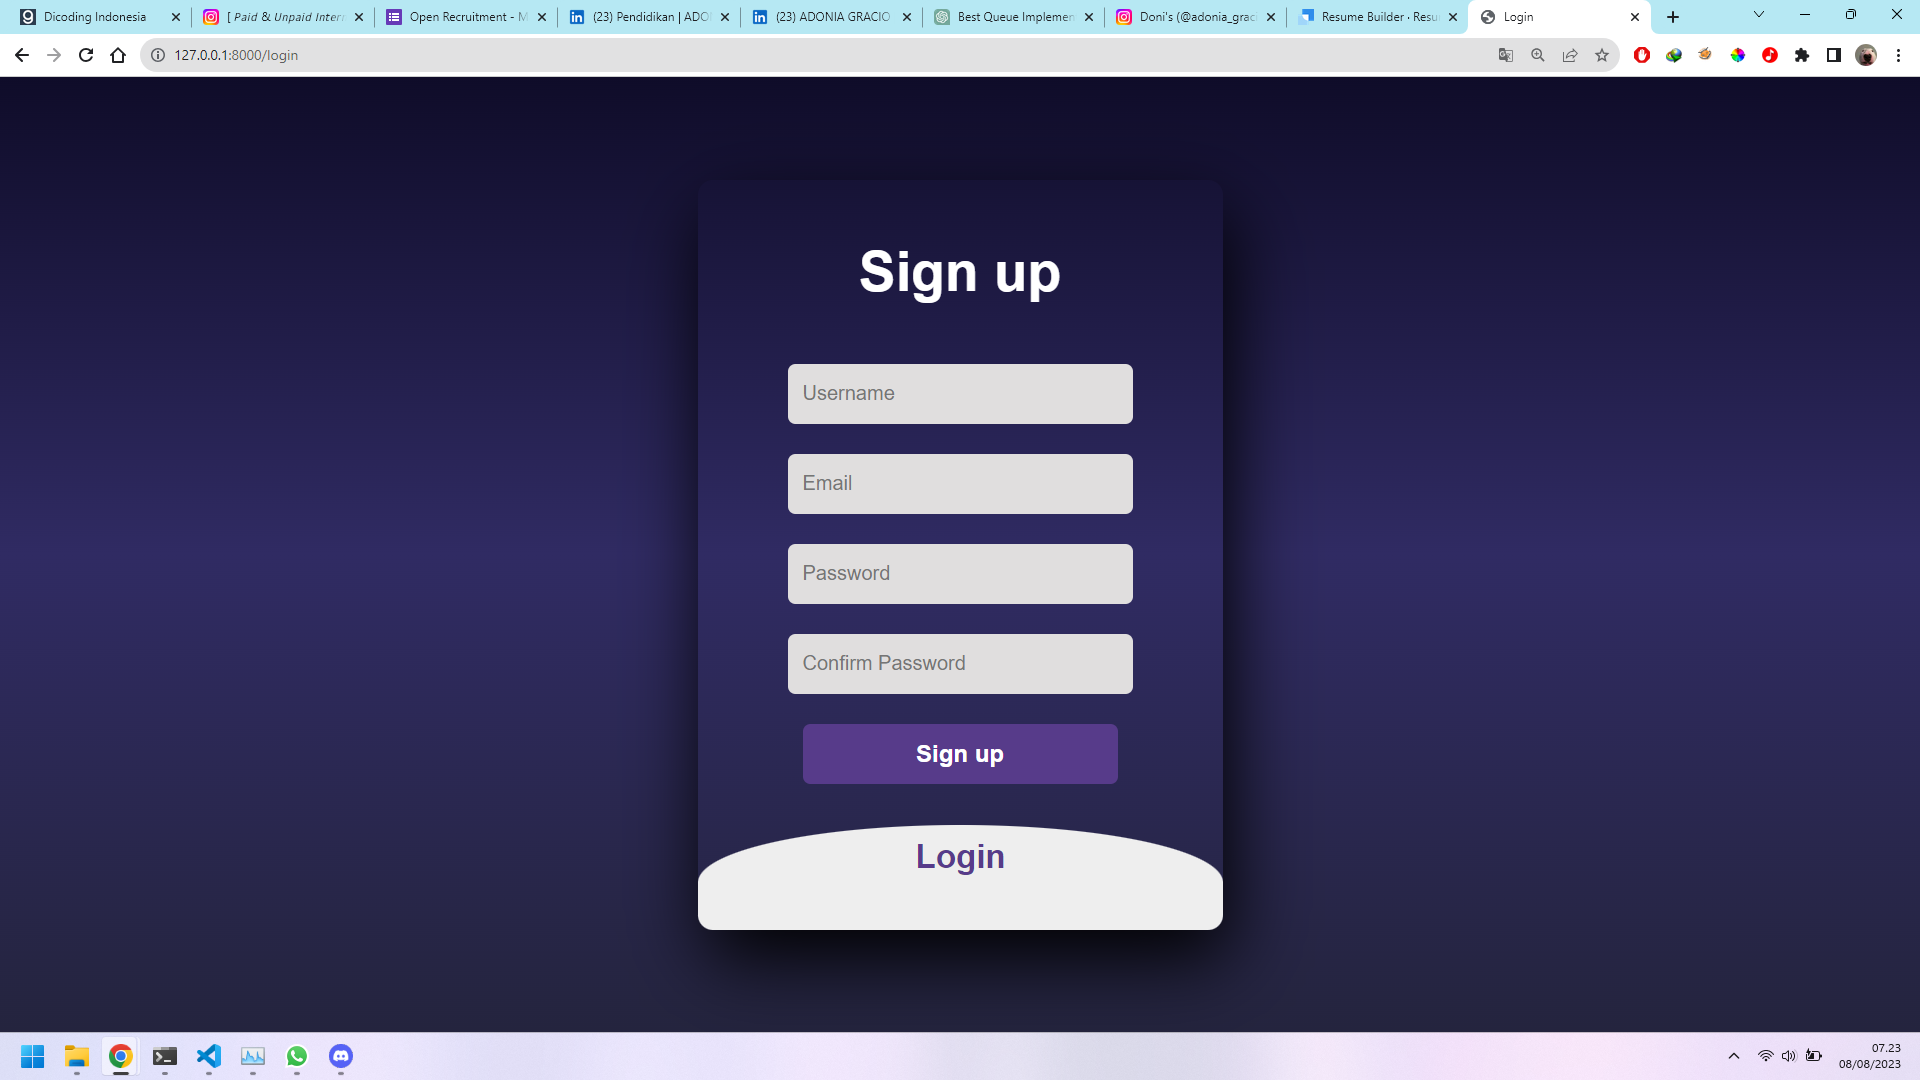 Dicoding Indonesia
[ Paid & Unpaid Inter
Open Recruitment - M
(23) Pendidikan | ADO
(23) ADONIA GRACIO
Best Queue Implemen
Doni's (@adonia_graci
Resume Builder · Resu
Login
127.0.0.1:8000/login
Sign up
Username
Email
Password
Confirm Password
Sign up
Login
07.23
08/08/2023